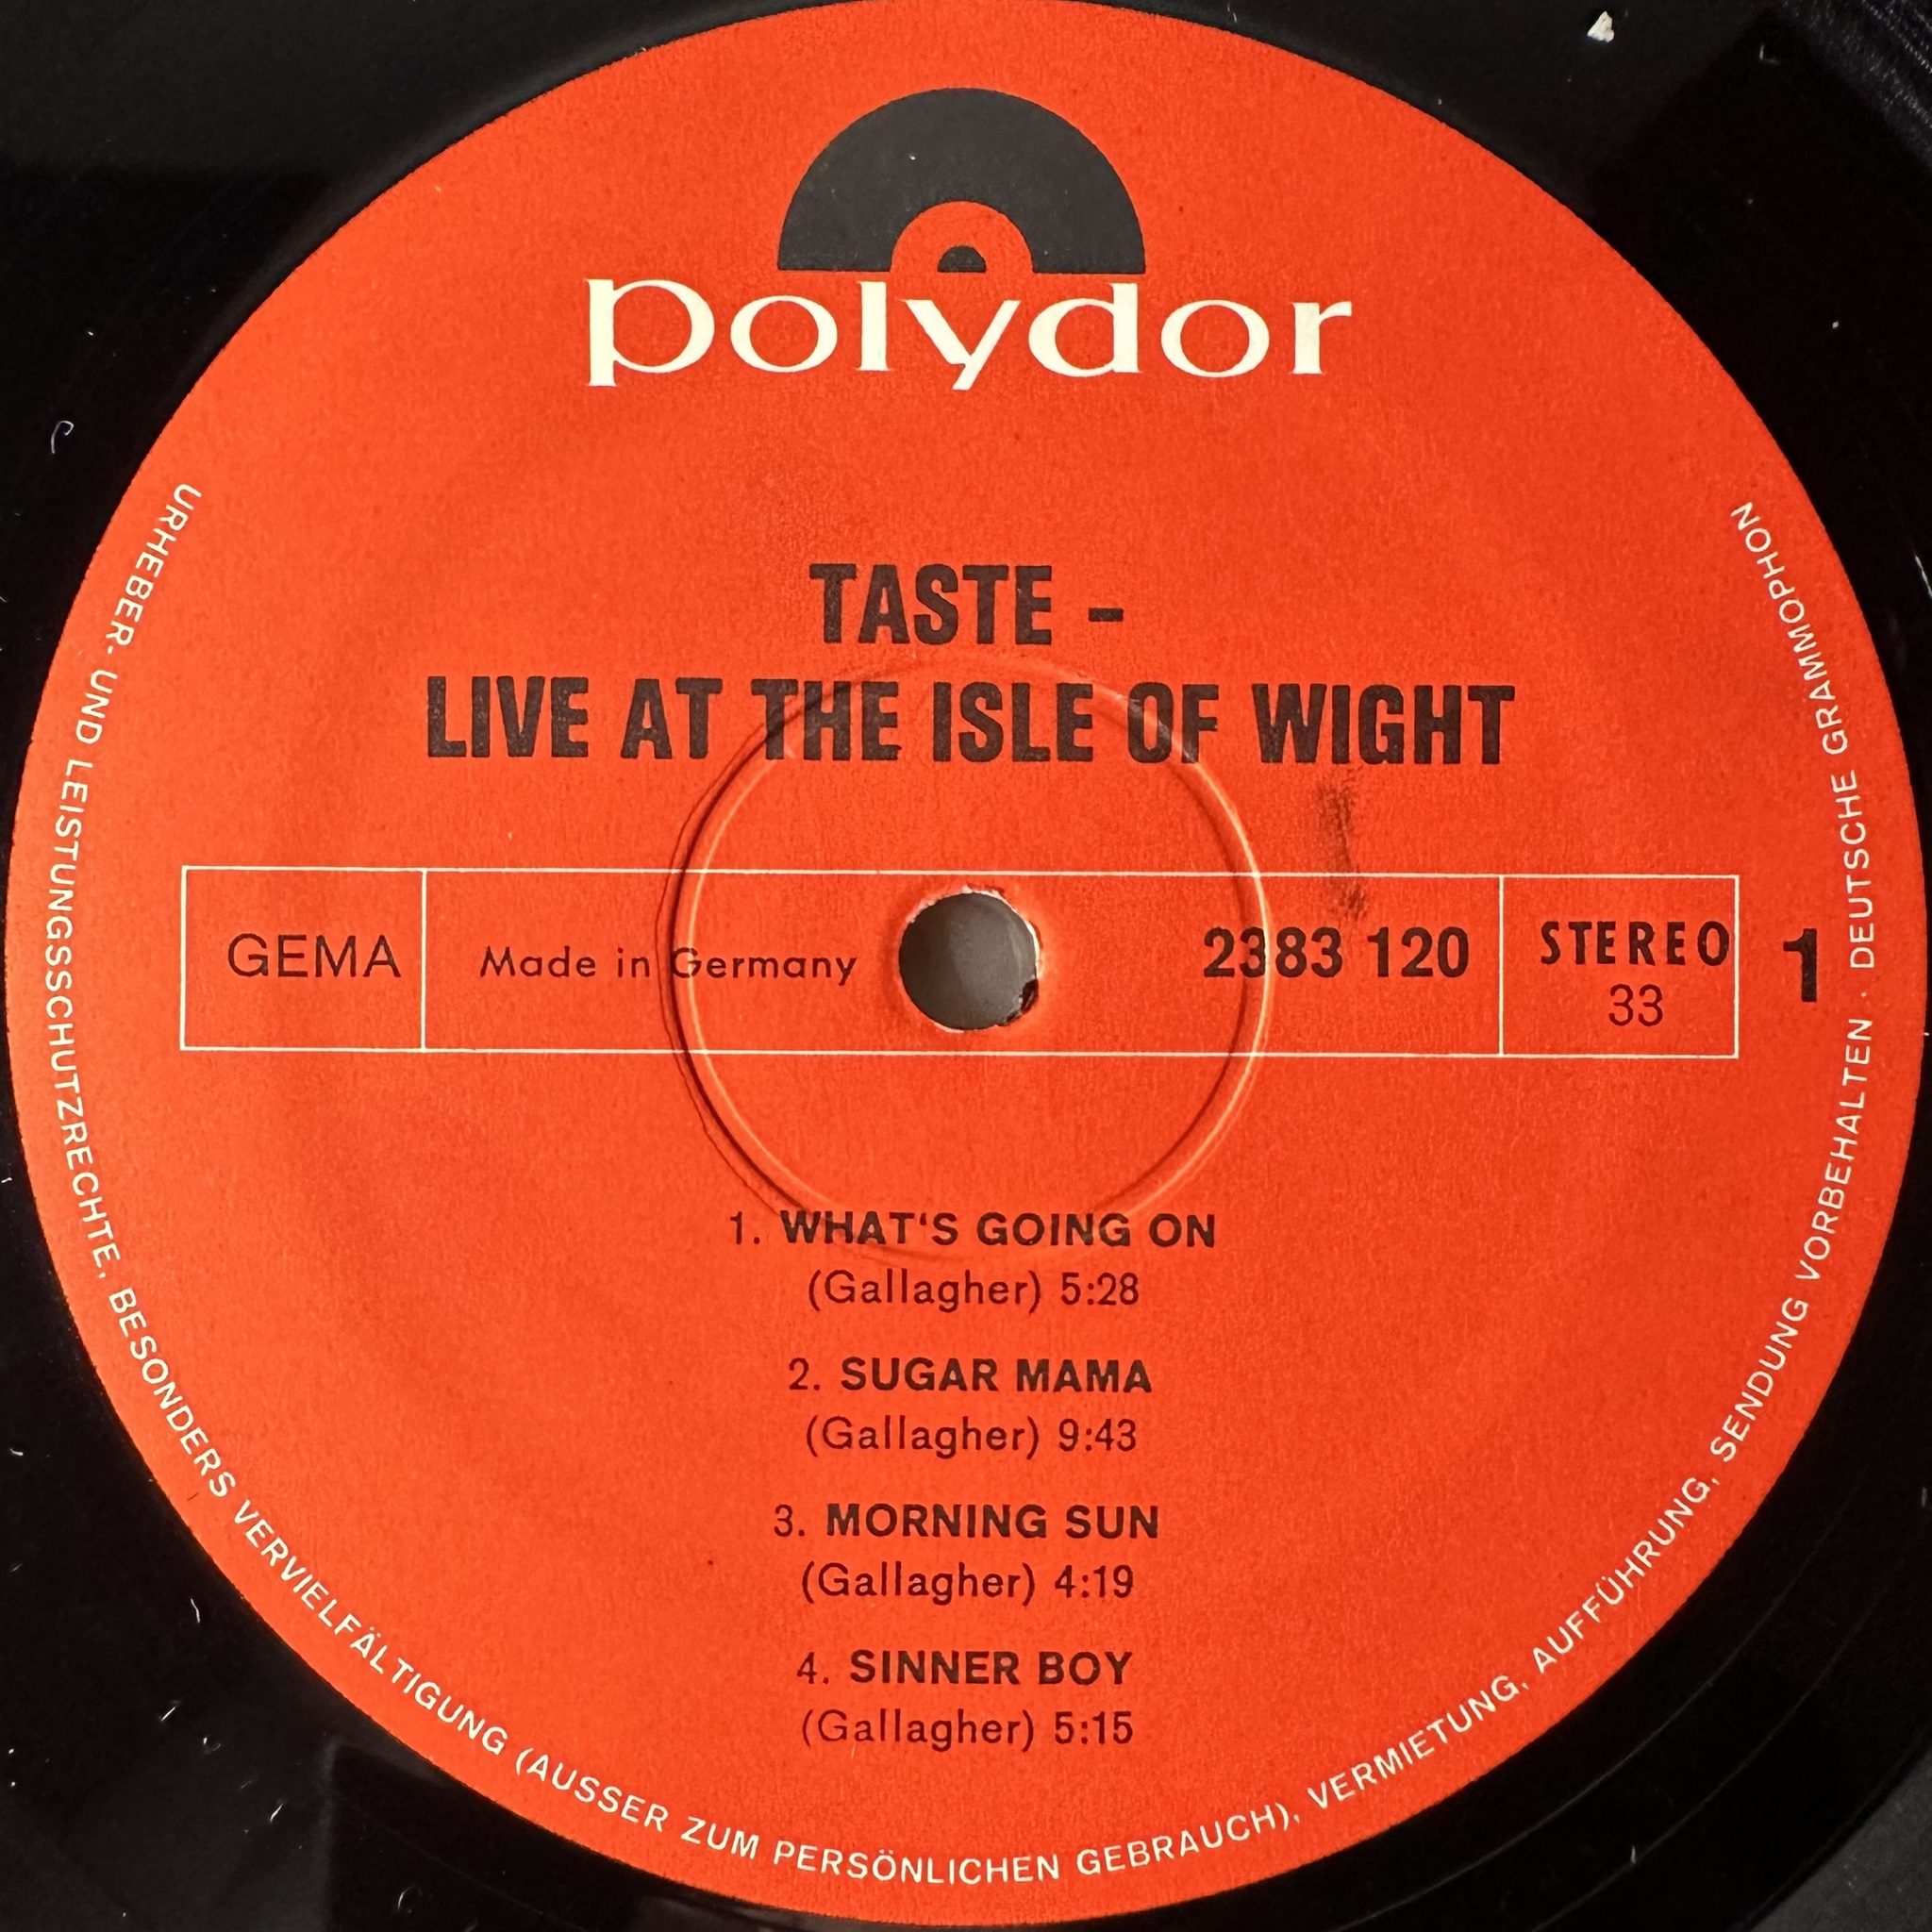 polydor
TASTE -
LIVE AT THE ISLE OF WIGHT
GEMA
Made in Germany
2383 120
STEREO
33
1
1. WHAT'S GOING ON
(Gallagher) 5:28
2. SUGAR MAMA
(Gallagher) 9:43
3. MORNING SUN
(Gallagher) 4:19
4. SINNER BOY
(Gallagher) 5:15
URHEBER- UND LEISTUNGSSCHUTZRECHTE, BESONDERS VERVIELFÄLTIGUNG (AUSSER ZUM PERSÖNLICHEN GEBRAUCH), VERMIETUNG, AUFFÜHRUNG, SENDUNG VORBEHALTEN · DEUTSCHE GRAMMOPHON